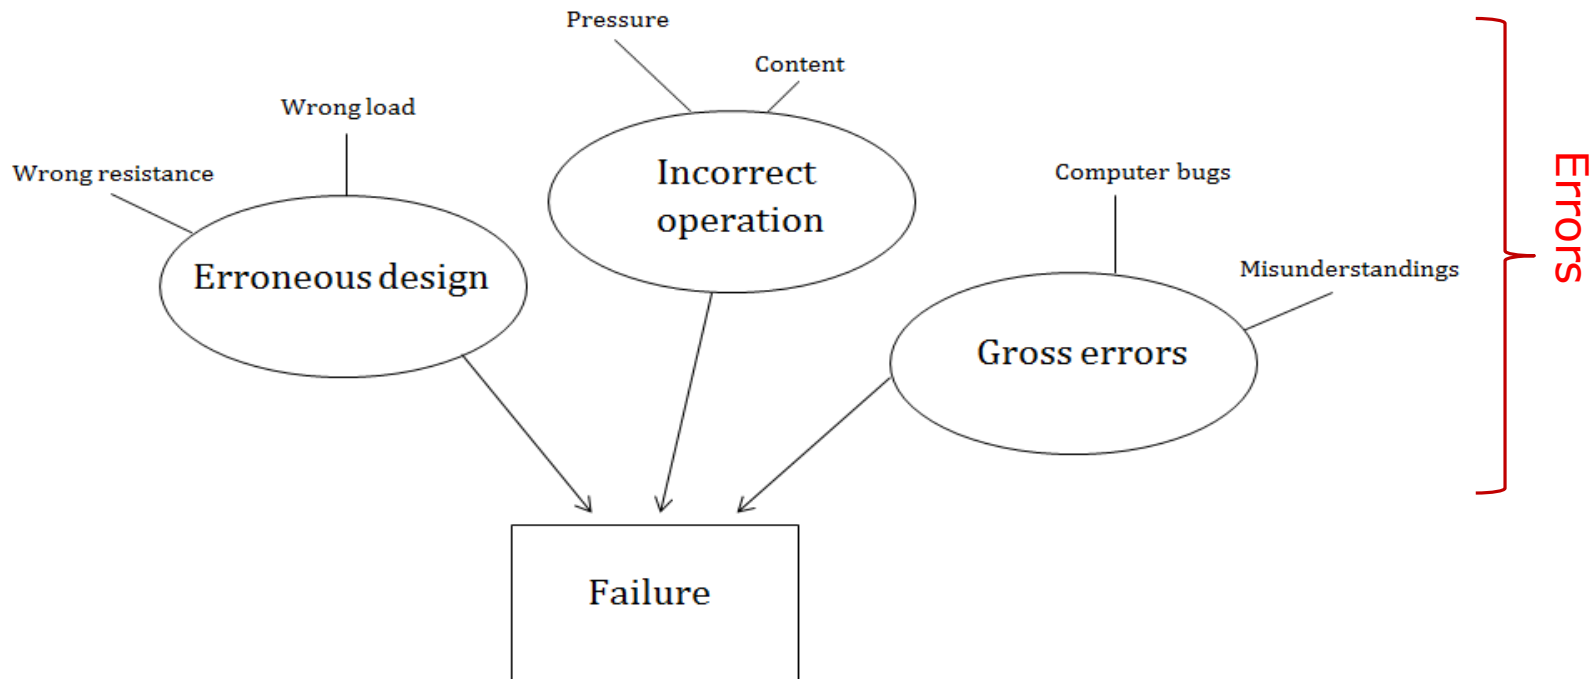 Pressure
Content
Wrong load
Wrong resistance
Incorrect
operation
Computer bugs
Errors
Misunderstandings
Erroneous design
Gross errors
Failure